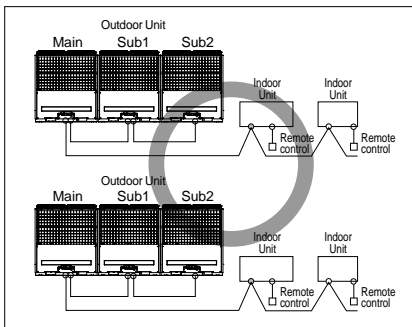 Outdoor Unit
Main Sub1 Sub2
Indoor
Unit
Indoor
Unit
Remote
control
Remote
control
Outdoor Unit
Main Sub1 Sub2
Indoor
Unit
Indoor
Unit
Remote
control
Remote
control